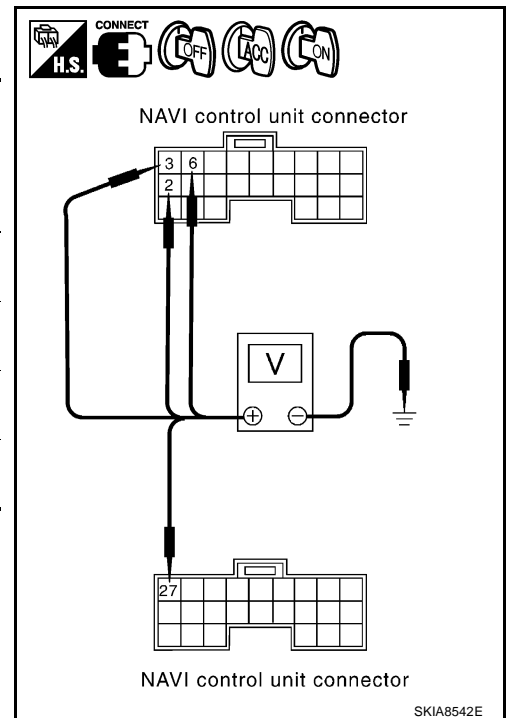 CONNECT
H.S.
OFF
ACC
ON
NAVI control unit connector
3 6
2
V
+ −
27
NAVI control unit connector
SKIA8542E